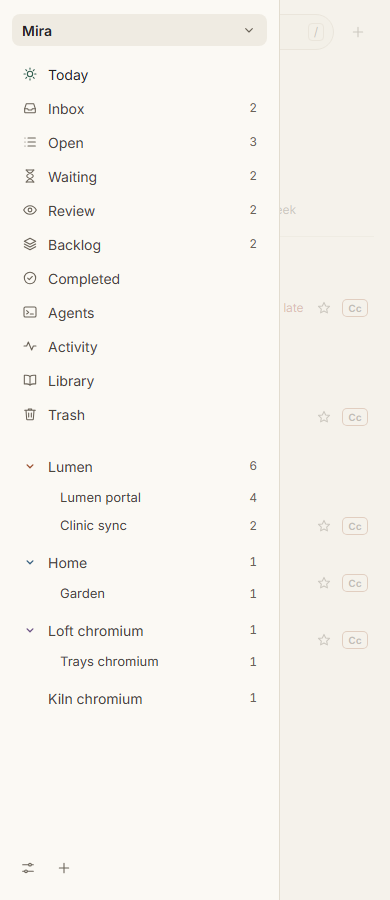 Mira
/
Today
Inbox 2
Open 3
Waiting 2
Review 2
eek
Backlog 2
Completed
Agents
late Cc
Activity
Library
Trash
Cc
Lumen 6
Lumen portal 4
Clinic sync 2
Cc
Home 1
Cc
Garden 1
Loft chromium 1
Cc
Trays chromium 1
Kiln chromium 1